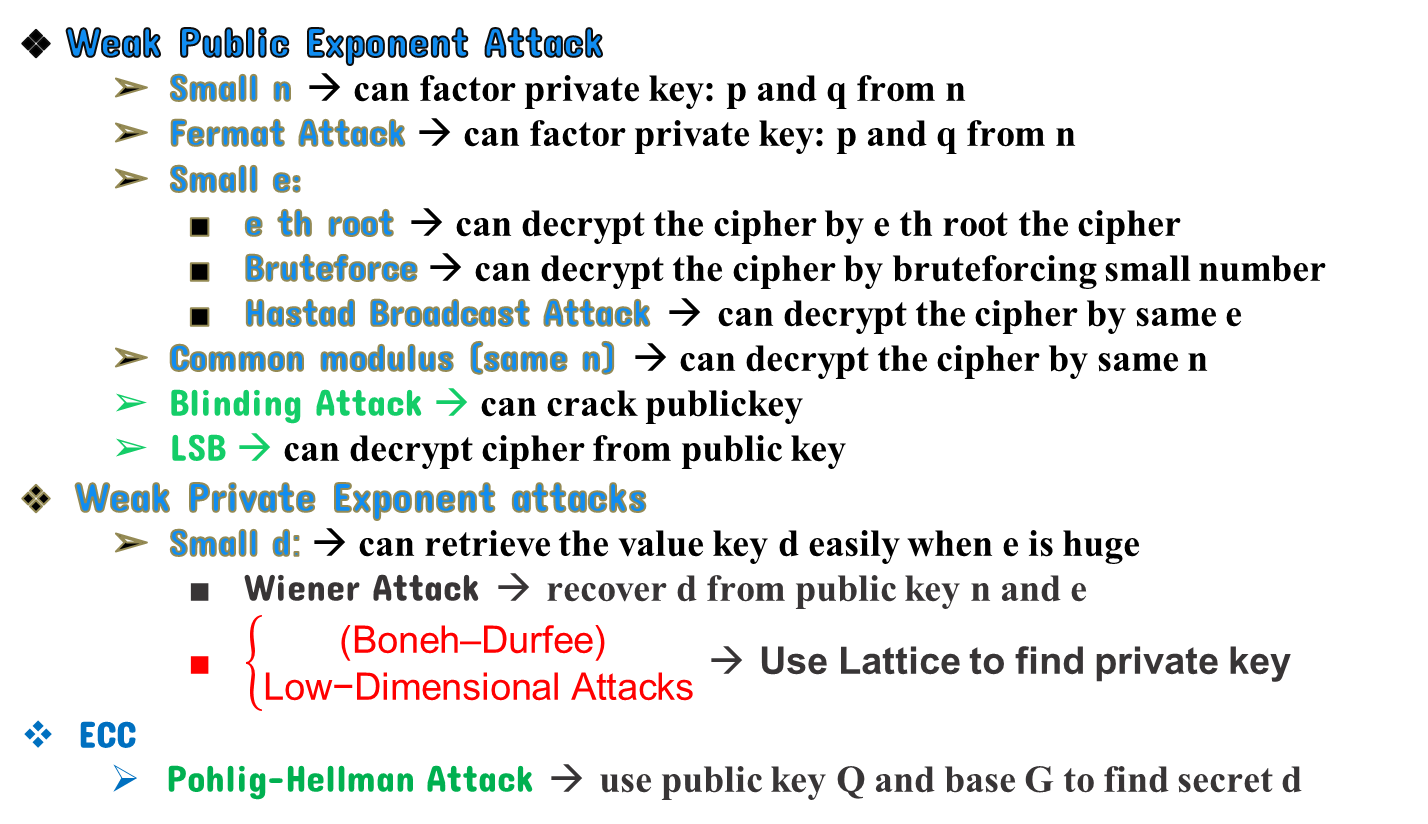 ❖ Weak Public Exponent Attack
➢ Small n → can factor private key: p and q from n
➢ Fermat Attack → can factor private key: p and q from n
➢ Small e:
▪ e th root → can decrypt the cipher by e th root the cipher
▪ Bruteforce → can decrypt the cipher by bruteforcing small number
▪ Hastad Broadcast Attack → can decrypt the cipher by same e
➢ Common modulus (same n) → can decrypt the cipher by same n
➢ Blinding Attack → can crack publickey
➢ LSB → can decrypt cipher from public key
❖ Weak Private Exponent attacks
➢ Small d: → can retrieve the value key d easily when e is huge
▪ Wiener Attack → recover d from public key n and e
▪ { (Boneh–Durfee)
Low−Dimensional Attacks → Use Lattice to find private key
❖ ECC
➢ Pohlig-Hellman Attack → use public key Q and base G to find secret d